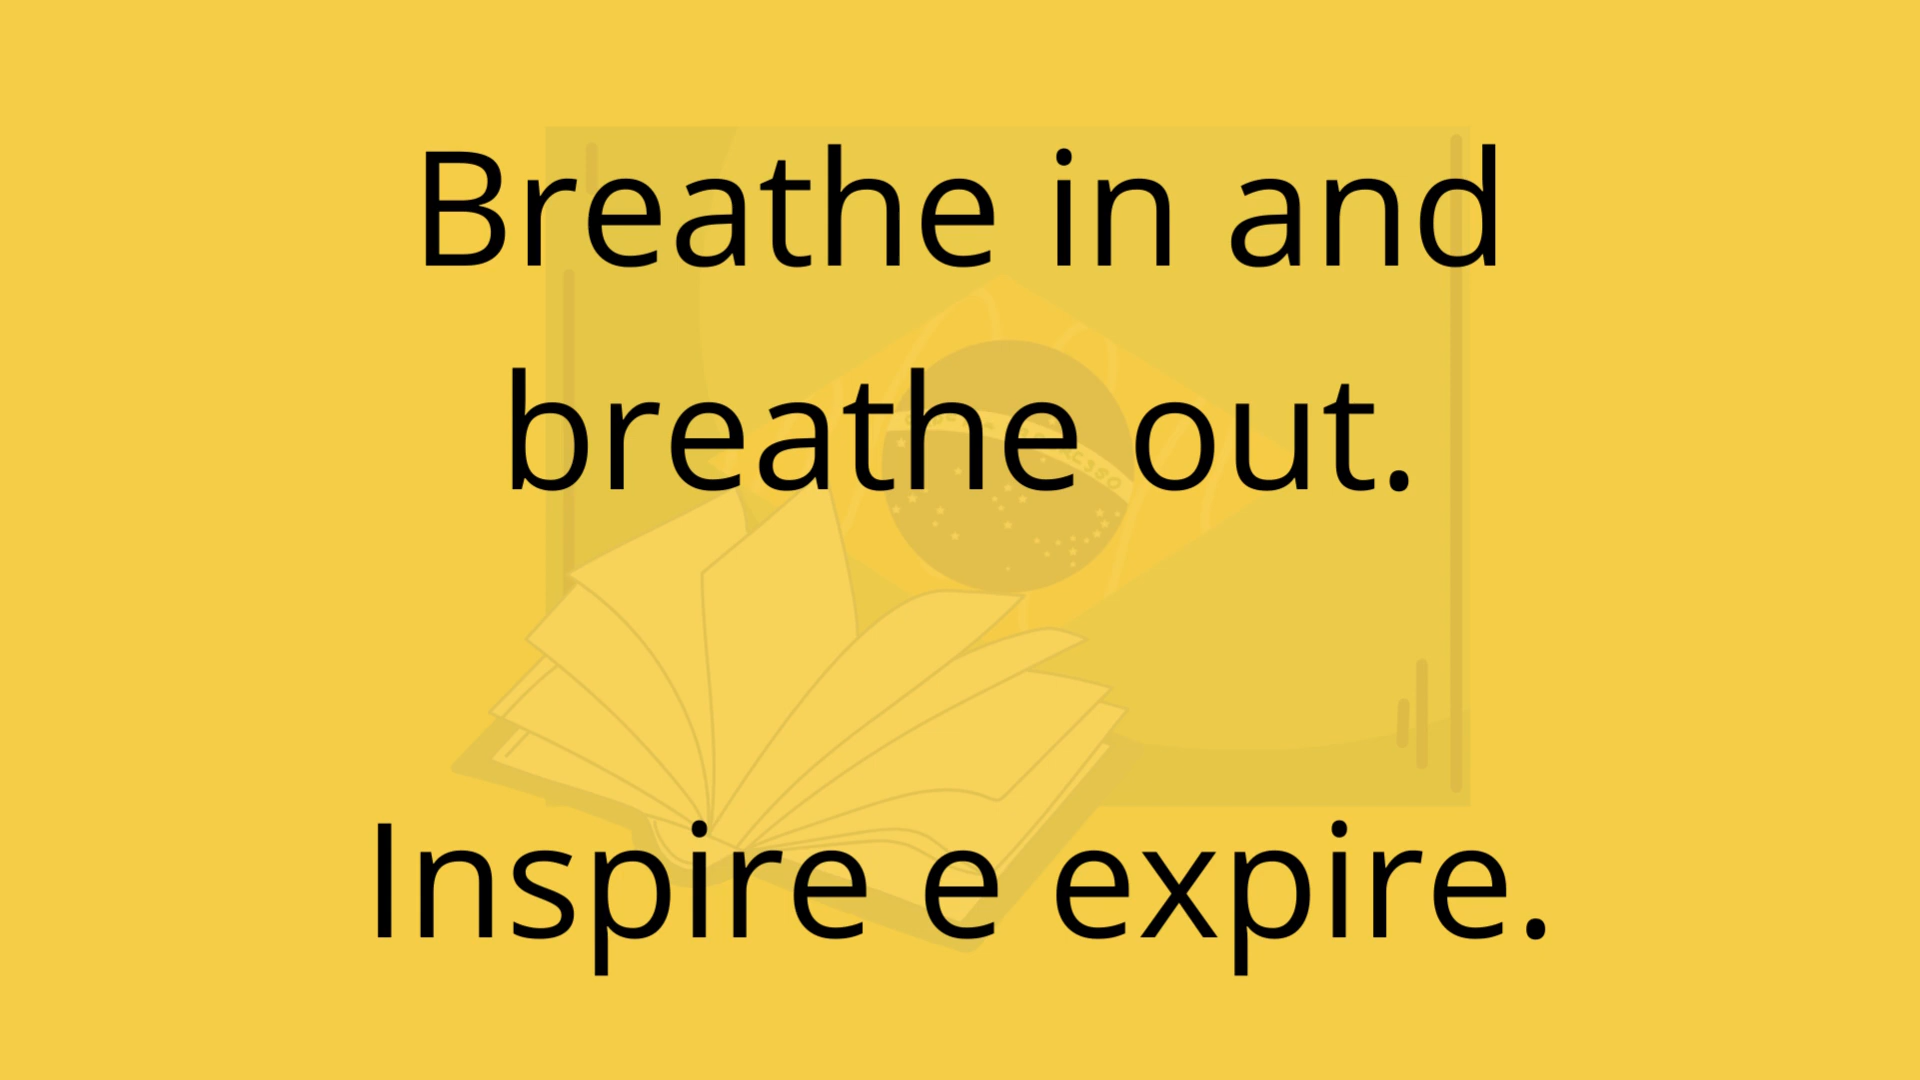 Breathe in and
breathe out.
Inspire e expire.